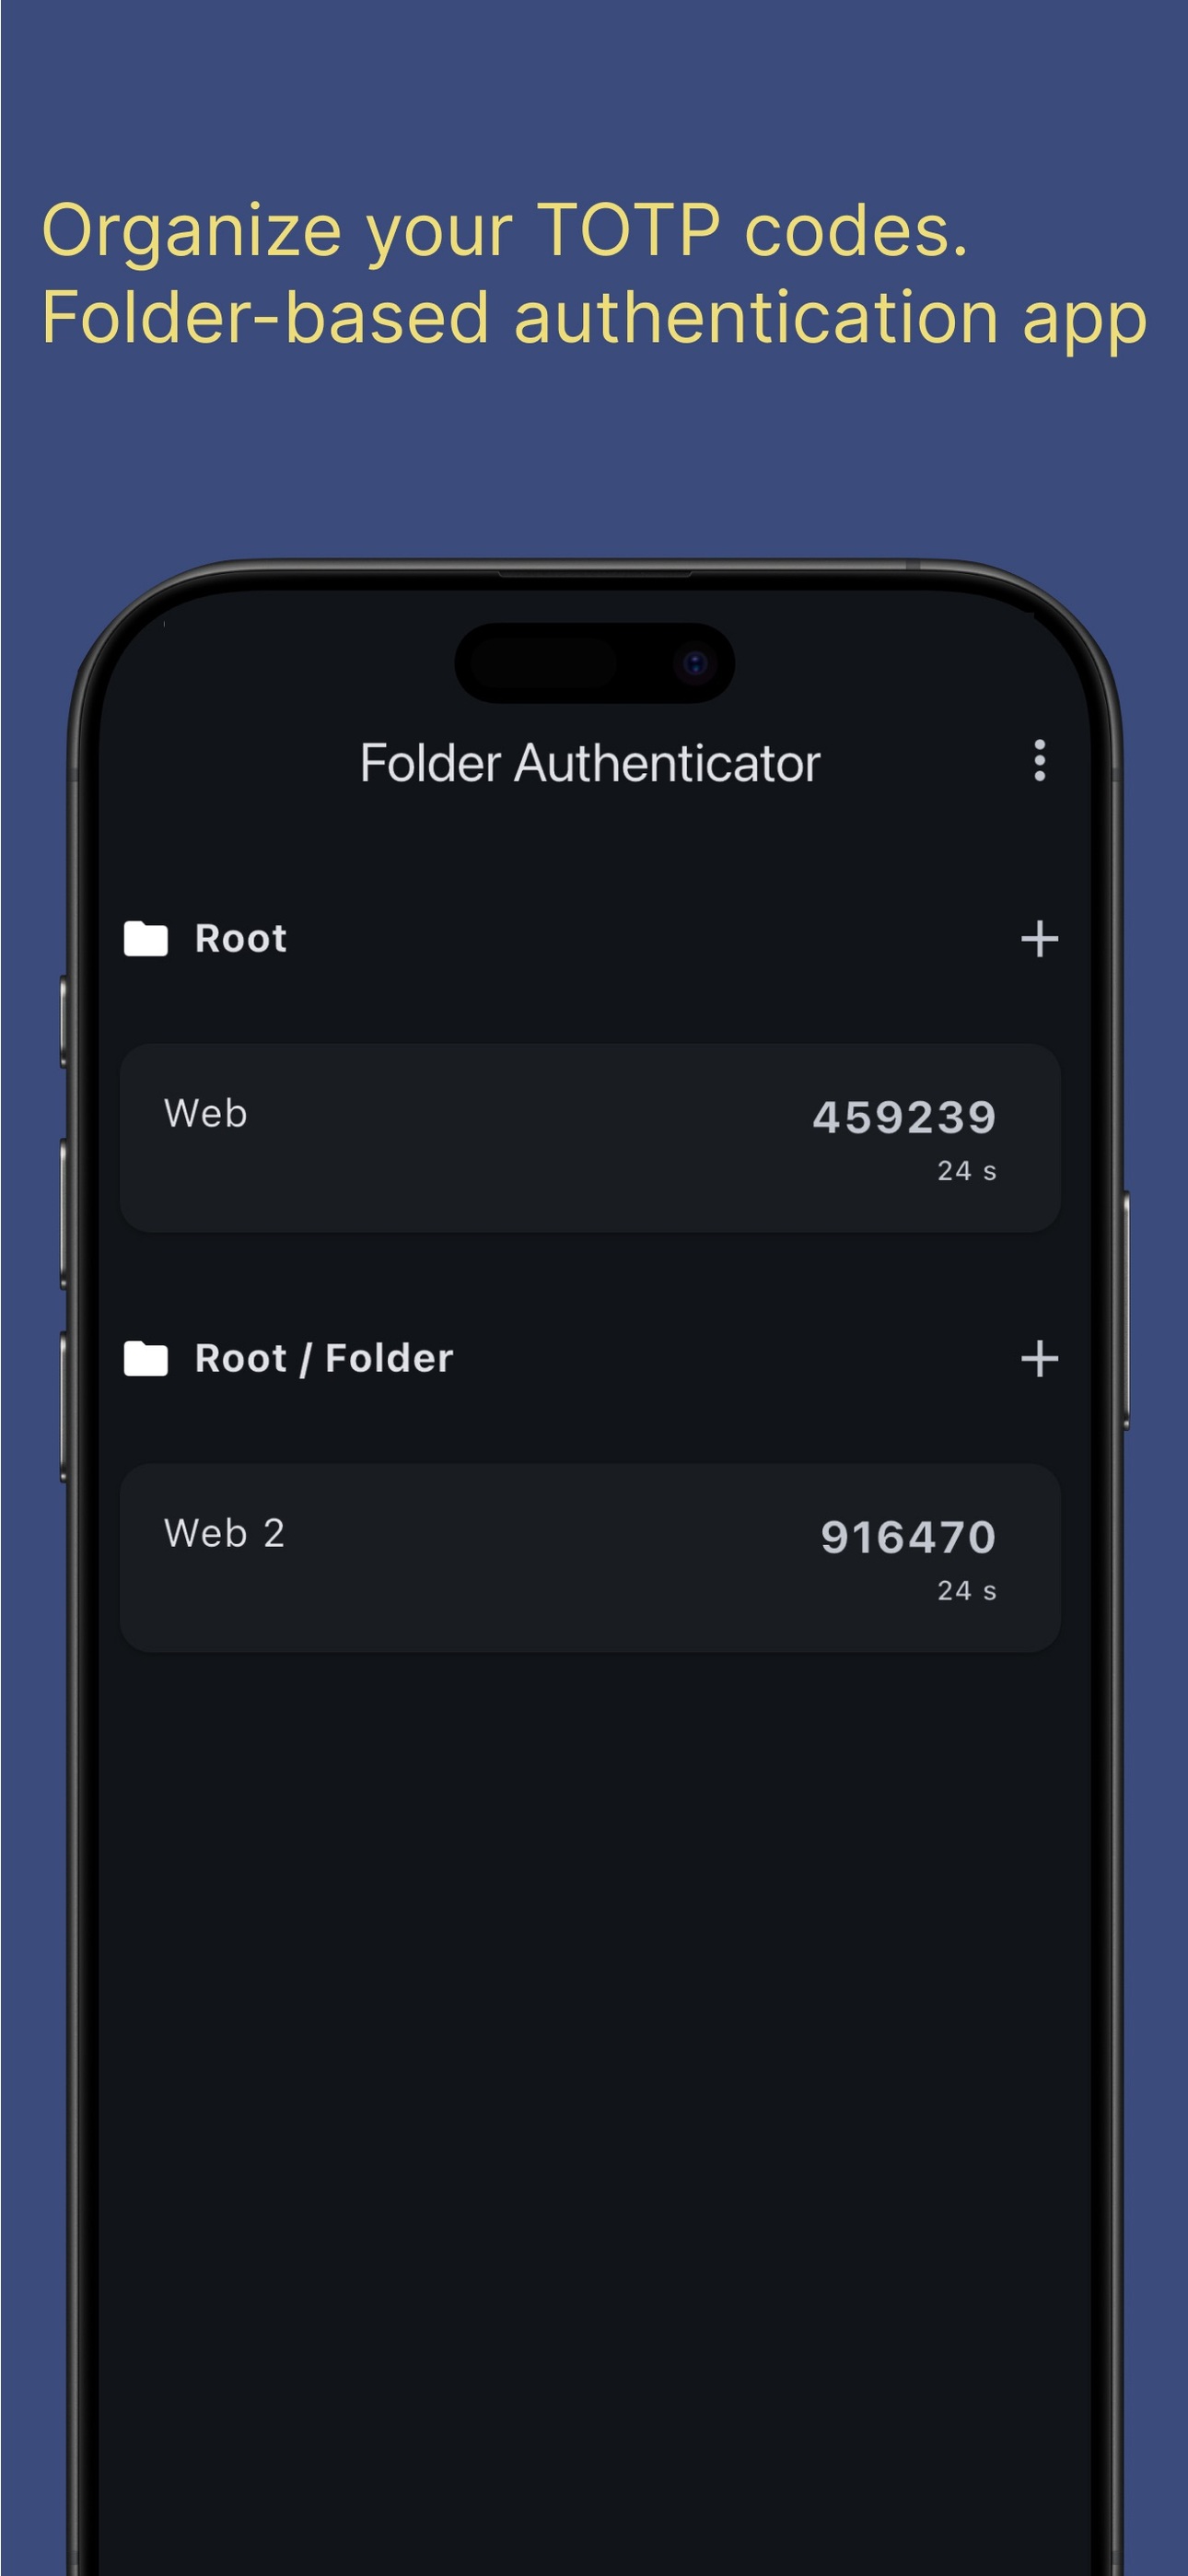 Organize your TOTP codes.
Folder-based authentication app
Folder Authenticator
Root
Web 459239
24 s
Root / Folder
Web 2 916470
24 s